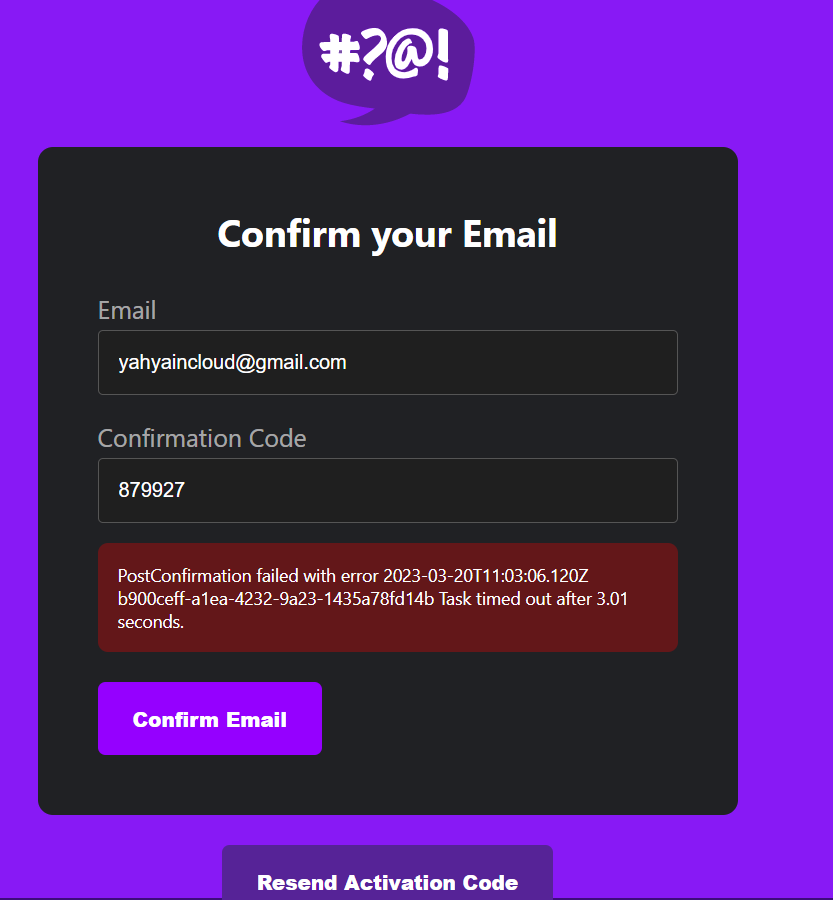 #?@!
Confirm your Email
Email
yahyaincloud@gmail.com
Confirmation Code
879927
PostConfirmation failed with error 2023-03-20T11:03:06.120Z
b900ceff-a1ea-4232-9a23-1435a78fd14b Task timed out after 3.01
seconds.
Confirm Email
Resend Activation Code